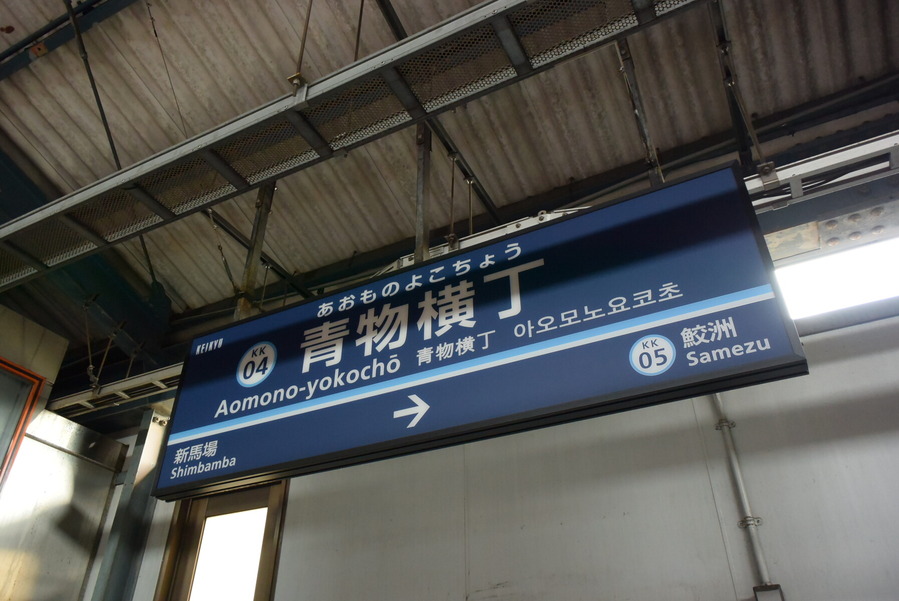 KEIKYU
あおものよこちょう
KK
04
青物横丁
Aomono-yokochō
青物横丁
아오모노요코초
新馬場
Shimbamba
→
KK
05
鮫洲
Samezu